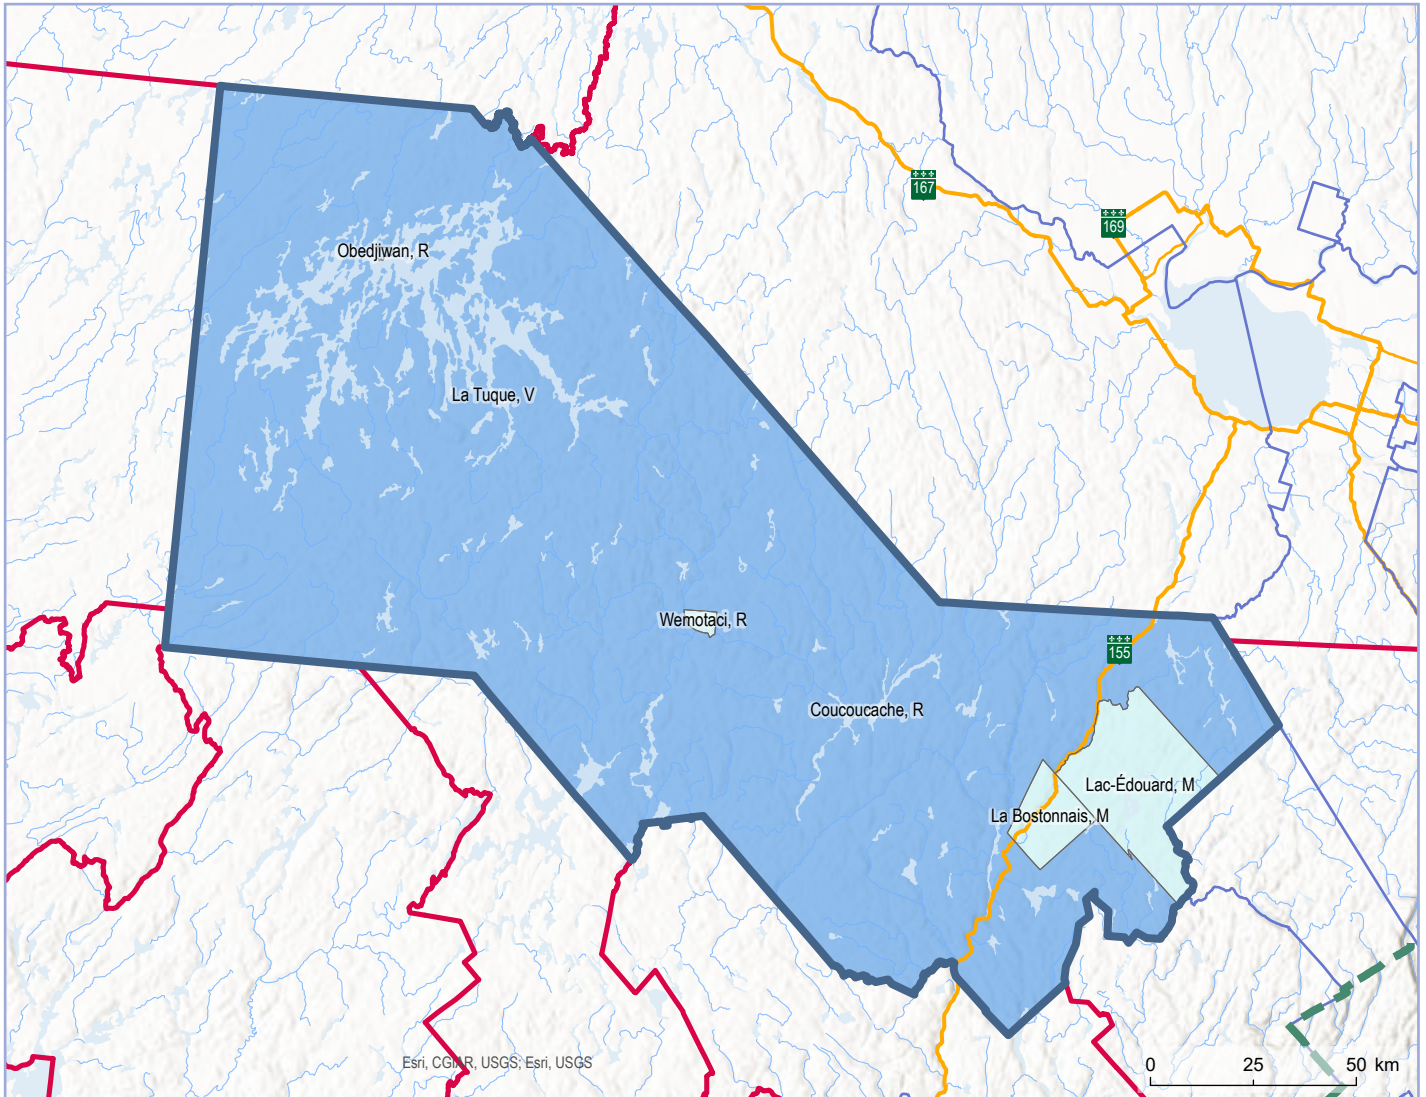 167
169
Obedjiwan, R
La Tuque, V
Wemotaci, R
155
Coucoucache, R
Lac-Édouard, M
La Bostonnais, M
Esri, CGIAR, USGS; Esri, USGS
0 25 50 km